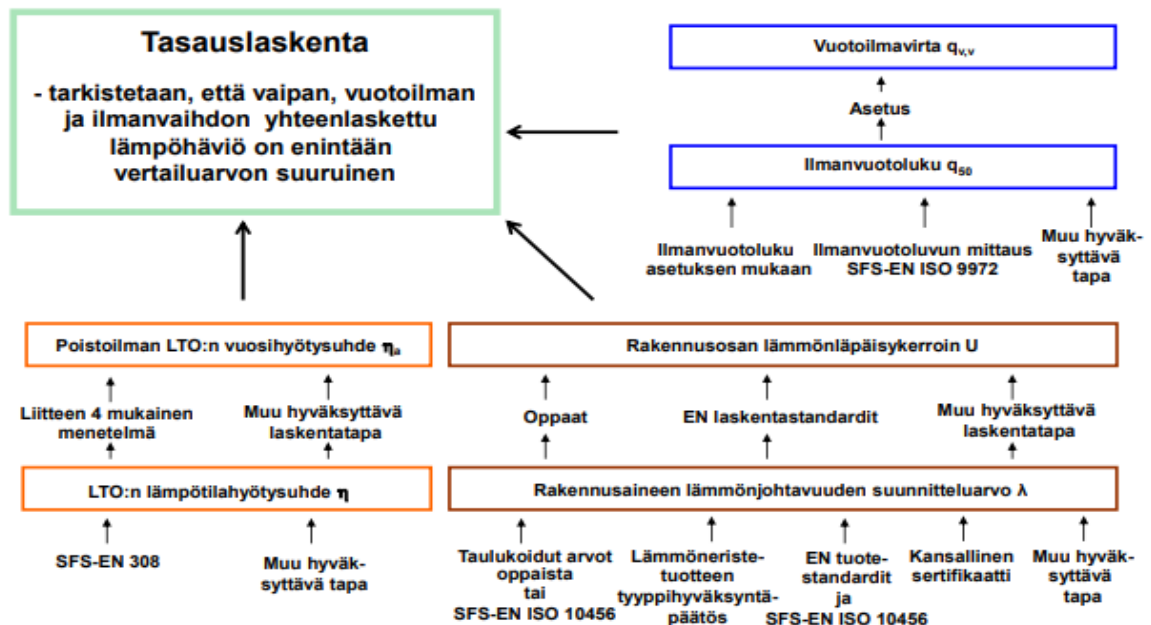 Tasauslaskenta
- tarkistetaan, että vaipan, vuotoilman
ja ilmanvaihdon yhteenlaskettu
lämpöhäviö on enintään
vertailuarvon suuruinen
Vuotoilmavirta qv,v
Asetus
Ilmanvuotoluku q50
Ilmanvuotoluku
asetuksen mukaan
Ilmanvuotoluvun mittaus
SFS-EN ISO 9972
Muu hyväk-
syttävä
tapa
Poistoilman LTO:n vuosihyötysuhde ηa
Liitteen 4 mukainen
menetelmä
Muu hyväksyttävä
laskentatapa
LTO:n lämpötilahyötysuhde η
SFS-EN 308
Muu hyväk-
syttävä tapa
Rakennusosan lämmönläpäisykerroin U
Oppaat
EN laskentastandardit
Muu hyväksyttävä
laskentatapa
Rakennusaineen lämmönjohtavuuden suunnitteluarvo λ
Taulukoidut arvot
oppaista
tai
SFS-EN ISO 10456
Lämmöneriste-
tuotteen
tyyppihyväksyntä-
päätös
EN tuote-
standardit
ja
SFS-EN ISO 10456
Kansallinen
sertifikaatti
Muu hyväk-
syttävä
tapa